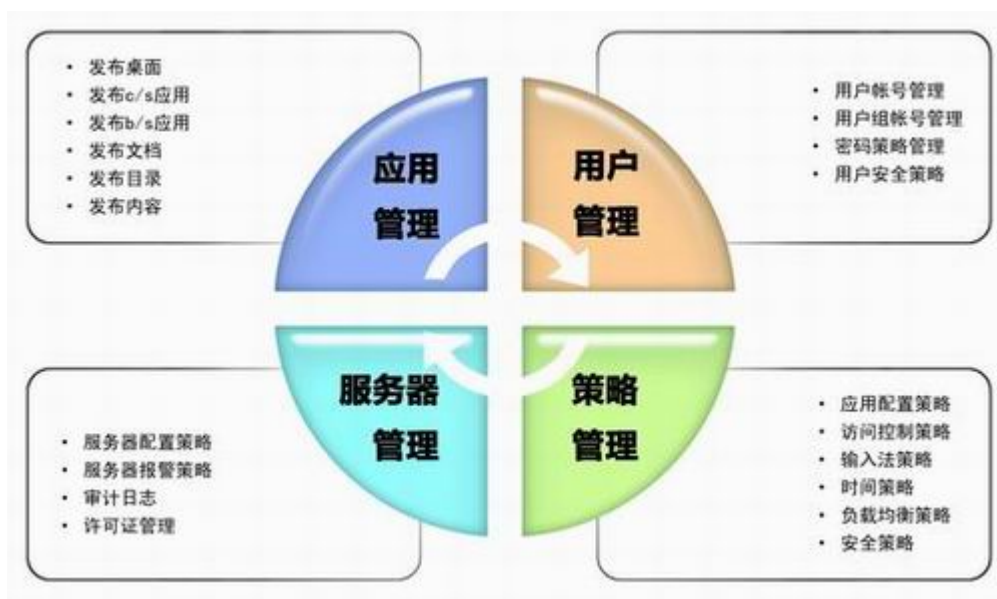 发布桌面
发布c/s应用
发布b/s应用
发布文档
发布目录
发布内容
应用
管理
用户
管理
用户帐号管理
用户组帐号管理
密码策略管理
用户安全策略
服务器配置策略
服务器报警策略
审计日志
许可证管理
服务器
管理
策略
管理
应用配置策略
访问控制策略
输入法策略
时间策略
负载均衡策略
安全策略